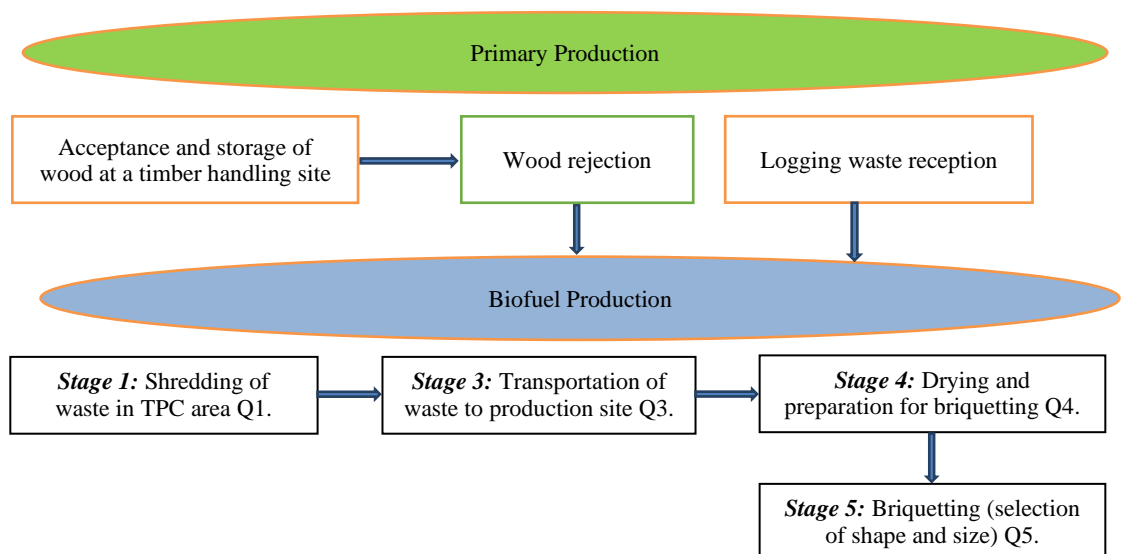 Primary Production
Acceptance and storage of
wood at a timber handling site
Wood rejection
Logging waste reception
Biofuel Production
Stage 1: Shredding of
waste in TPC area Q1.
Stage 3: Transportation of
waste to production site Q3.
Stage 4: Drying and
preparation for briquetting Q4.
Stage 5: Briquetting (selection
of shape and size) Q5.